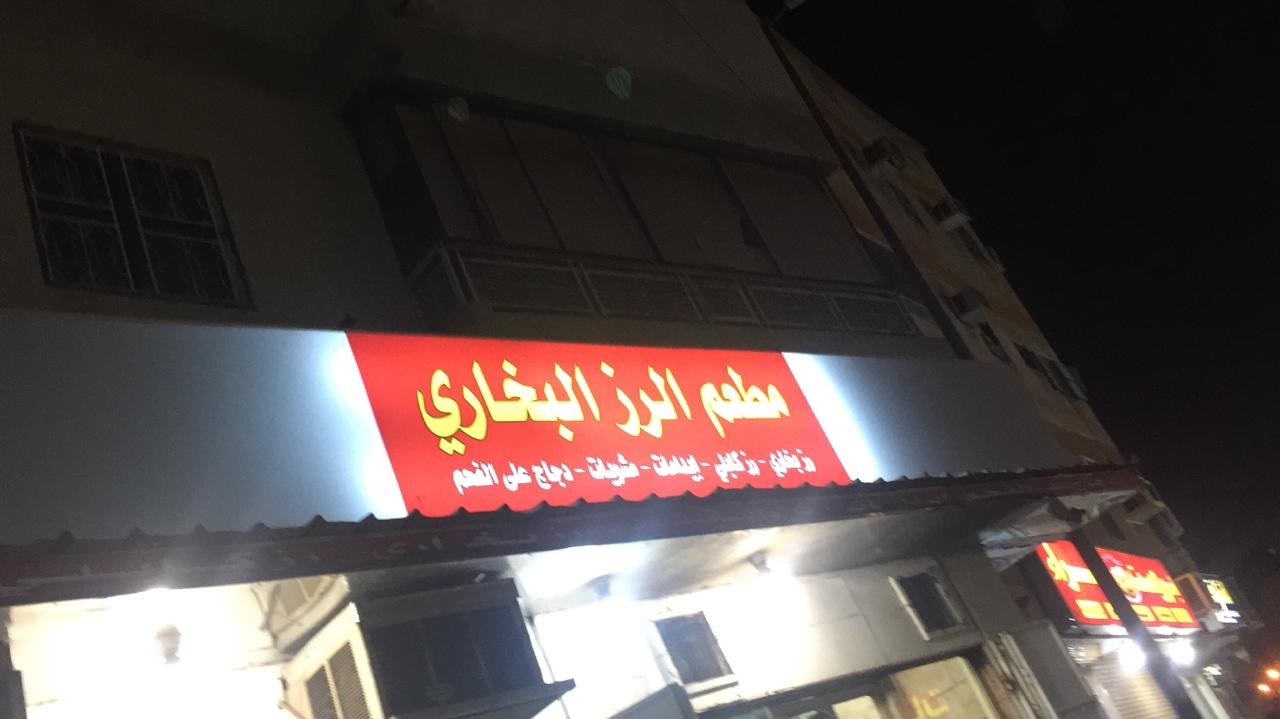 مطعم الرز البخاري
رز بخاري - رز كابلي - إيدامات - مشويات - دجاج على الفحم